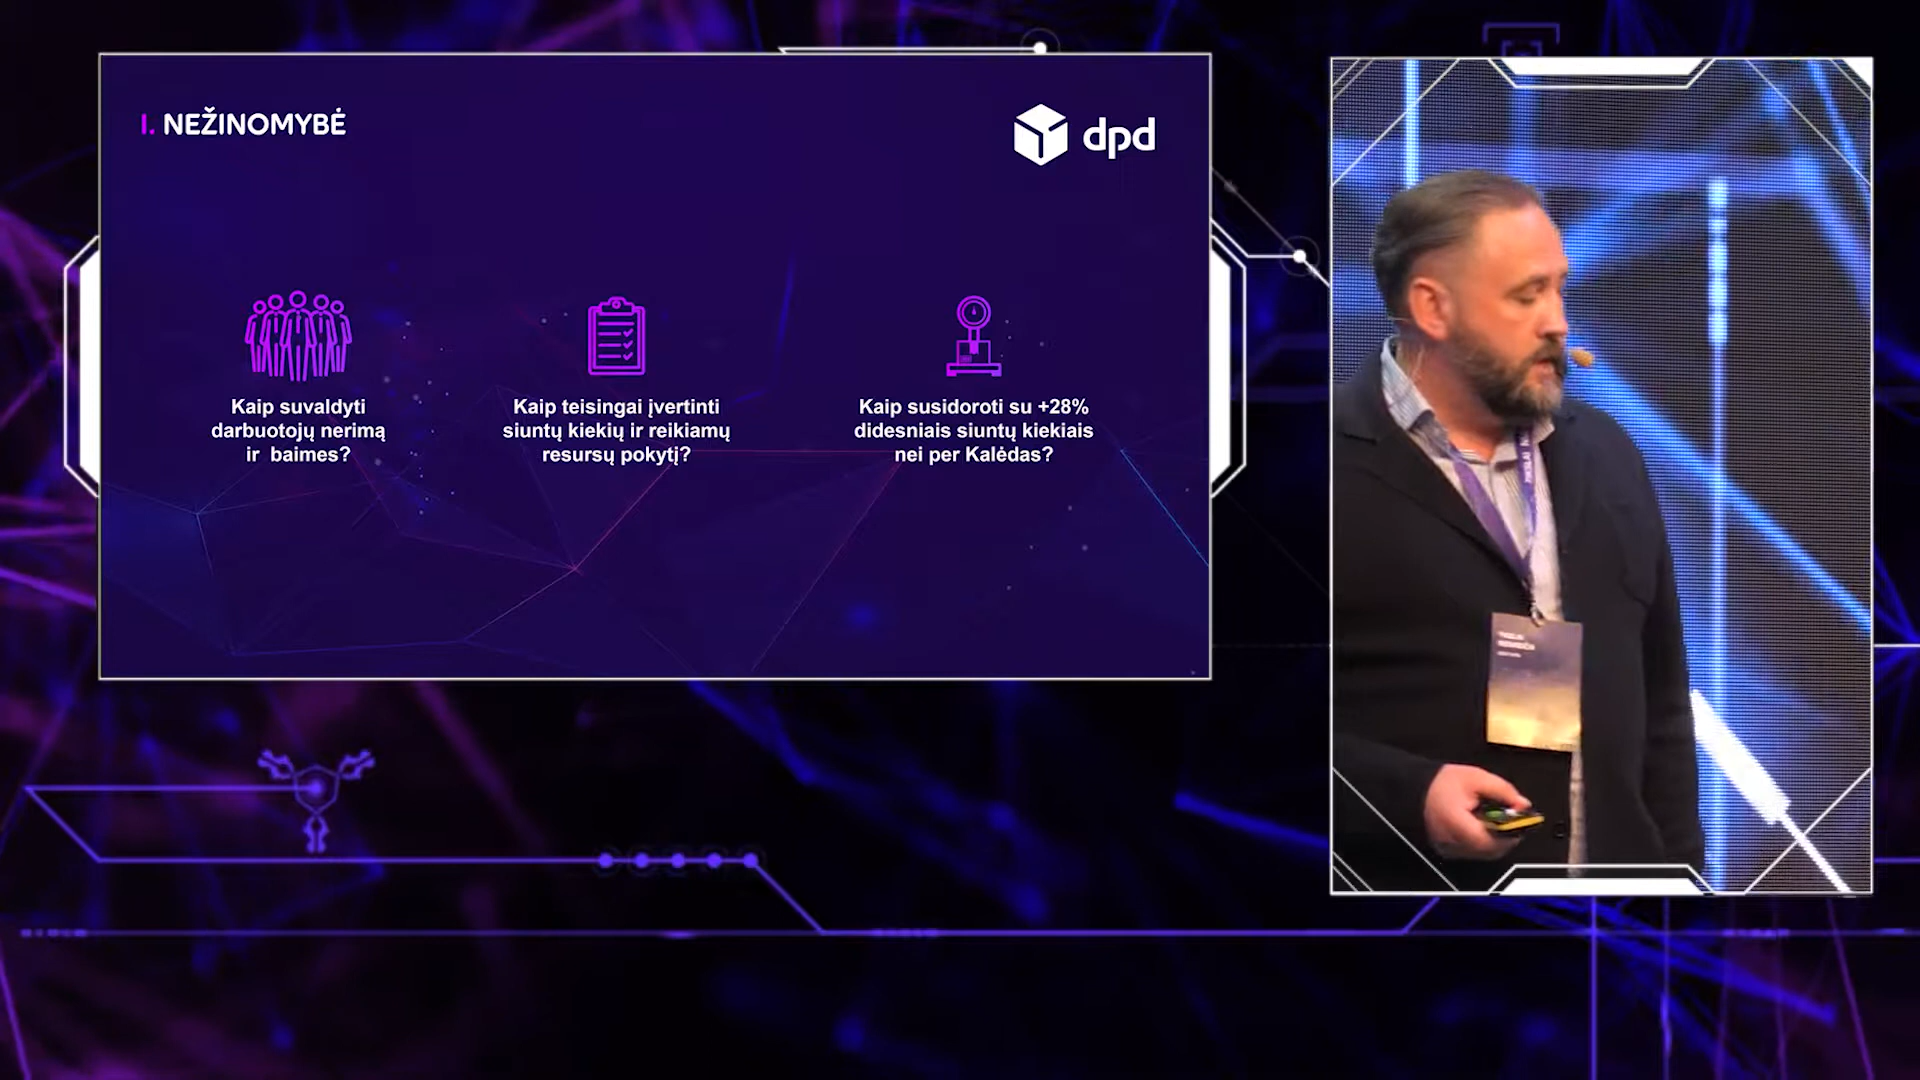 I. NEŽINOMYBĖ
dpd
Kaip suvaldyti
darbuotojų nerimą
ir baimes?
Kaip teisingai įvertinti
siuntų kiekių ir reikiamų
resursų pokytį?
Kaip susidoroti su +28%
didesniais siuntų kiekiais
nei per Kalėdas?